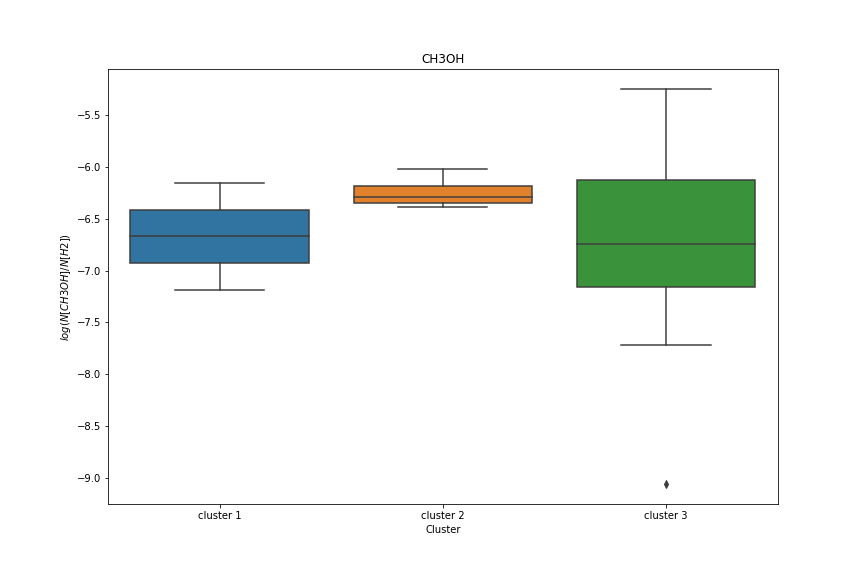 CH3OH
log(N[CH3OH]/N[H2])
−5.5
−6.0
−6.5
−7.0
−7.5
−8.0
−8.5
−9.0
cluster 1
cluster 2
cluster 3
Cluster